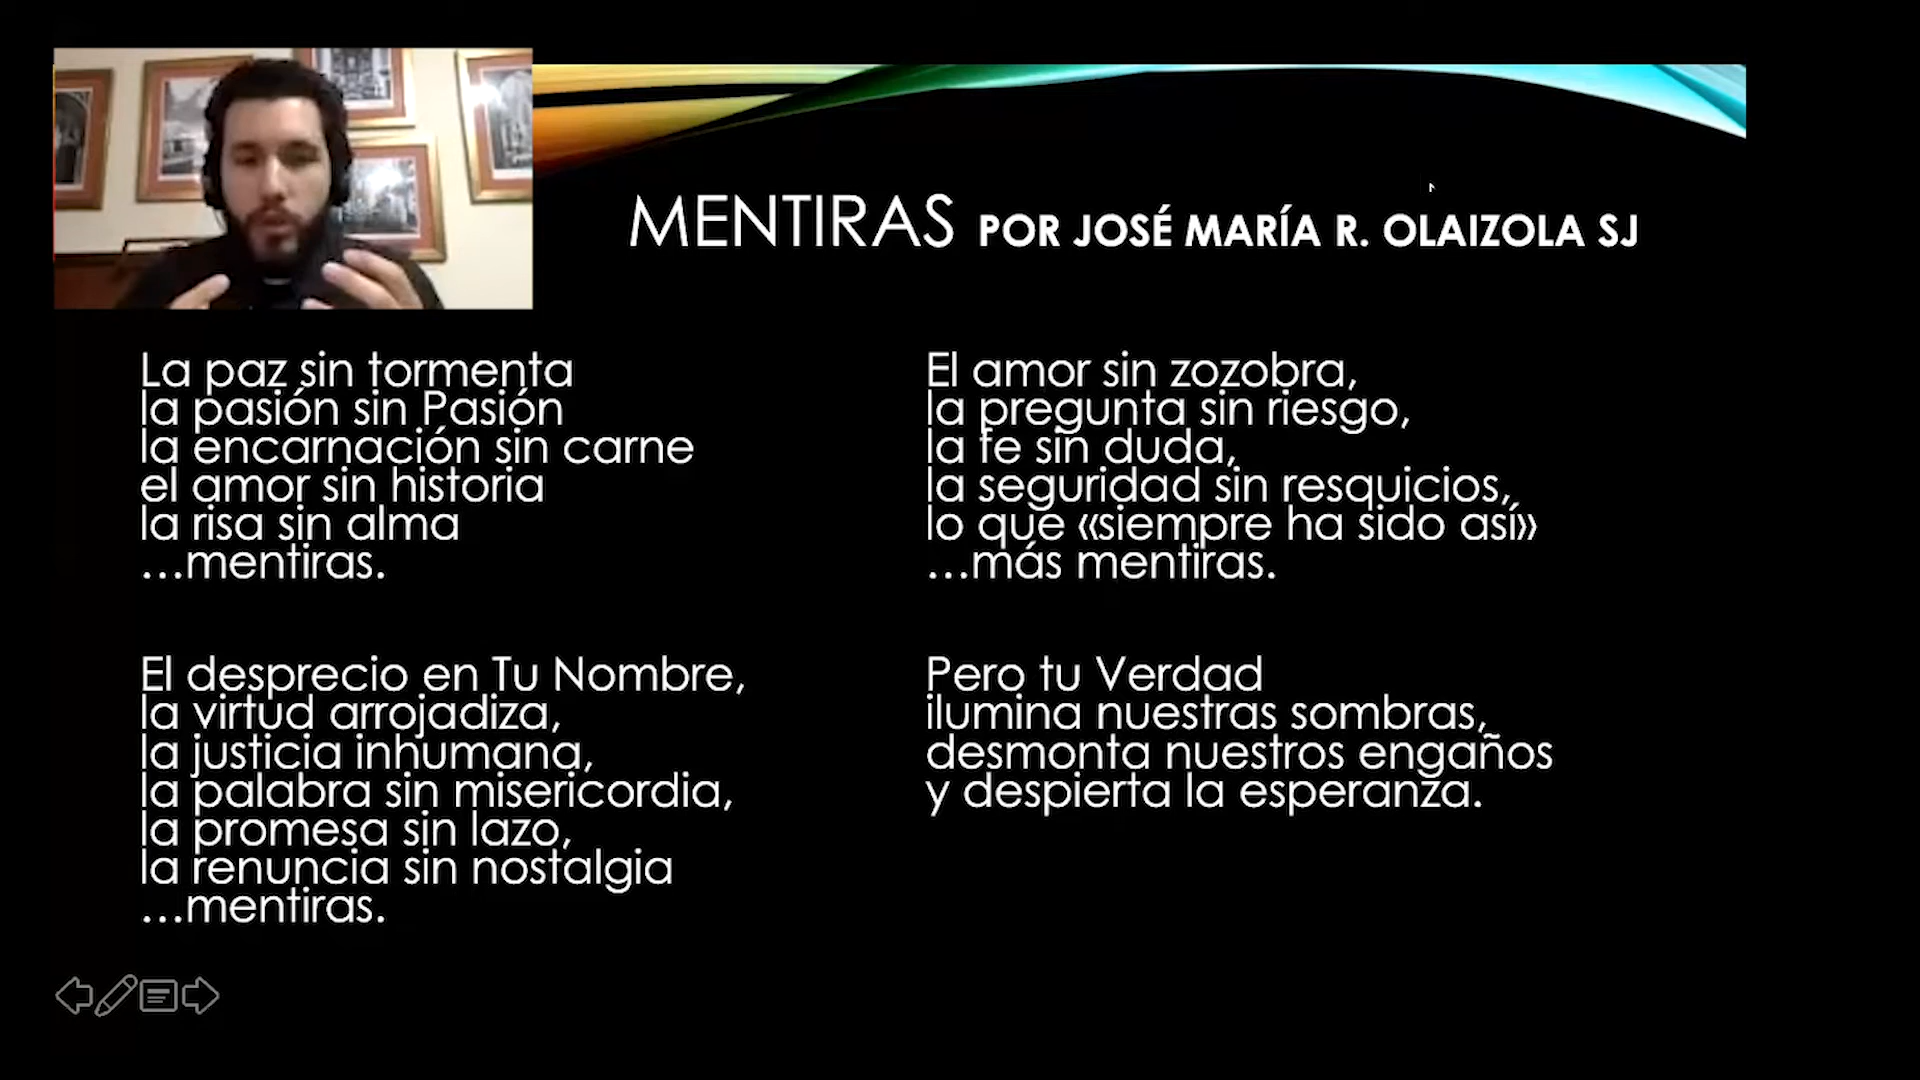 MENTIRAS POR JOSÉ MARÍA R. OLAIZOLA SJ
La paz sin tormenta
la pasión sin Pasión
la encarnación sin carne
el amor sin historia
la risa sin alma
...mentiras.
El desprecio en Tu Nombre,
la virtud arrojadiza,
la justicia inhumana,
la palabra sin misericordia,
la promesa sin lazo,
la renuncia sin nostalgia
...mentiras.
El amor sin zozobra,
la pregunta sin riesgo,
la fe sin duda,
la seguridad sin resquicios,
lo que «siempre ha sido así»
...más mentiras.
Pero tu Verdad
ilumina nuestras sombras,
desmonta nuestros engaños
y despierta la esperanza.